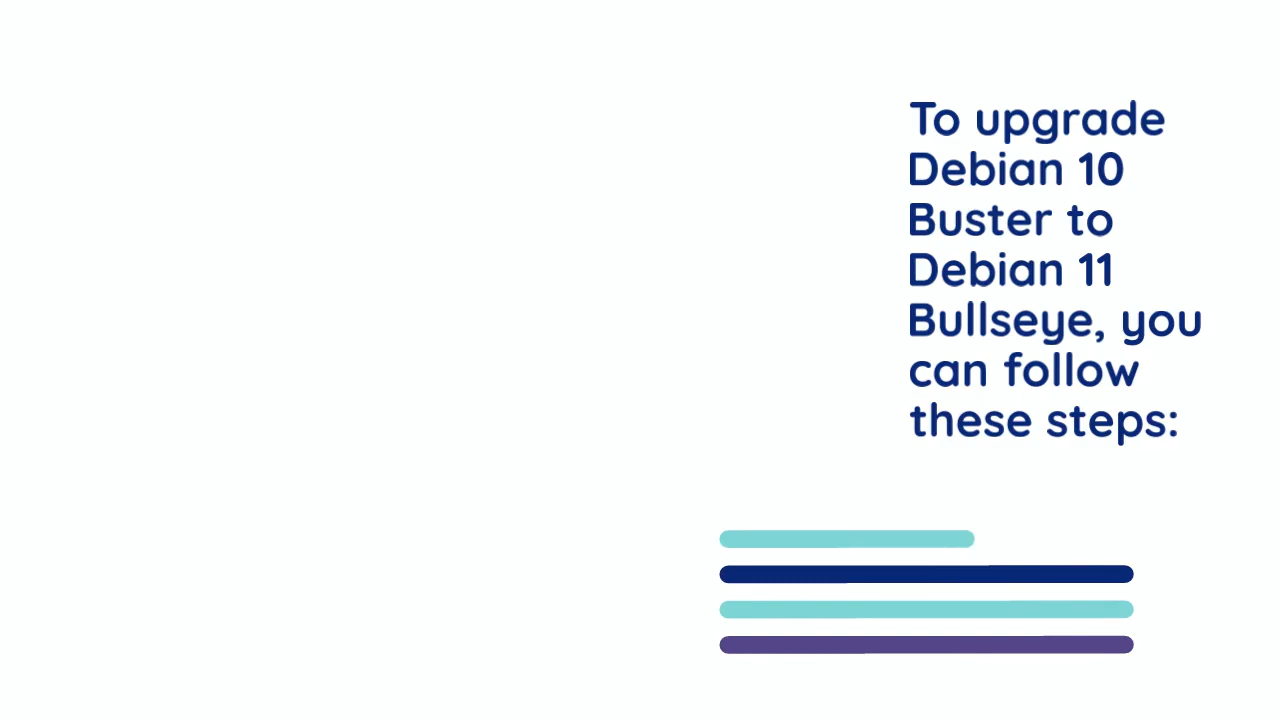 To upgrade
Debian 10
Buster to
Debian 11
Bullseye, you
can follow
these steps: